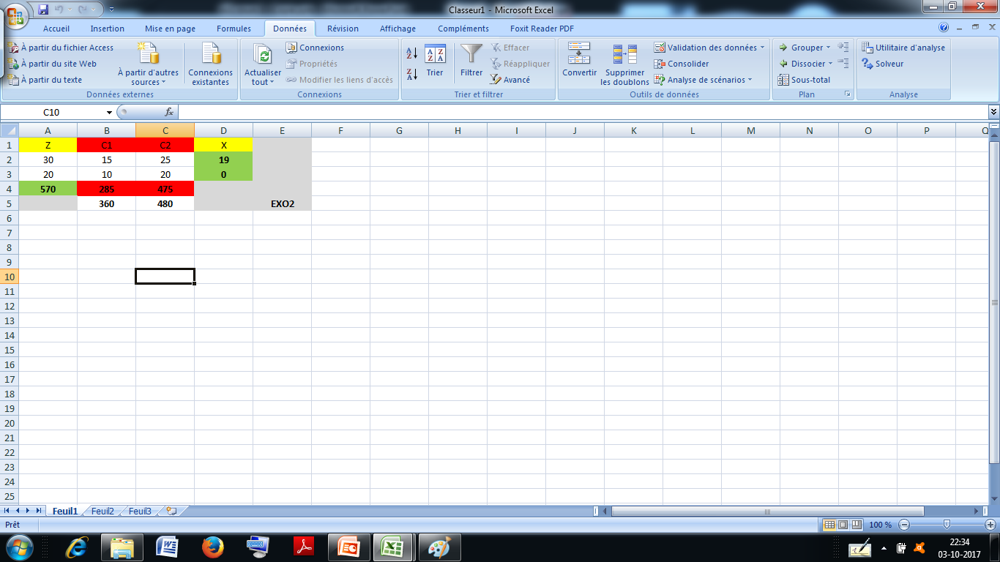 Classeur1 - Microsoft Excel
Accueil Insertion Mise en page Formules Données Révision Affichage Compléments Foxit Reader PDF
À partir du fichier Access
À partir du site Web
À partir du texte
À partir d'autres sources
Connexions existantes
Données externes
Actualiser tout
Connexions
Propriétés
Modifier les liens d'accès
Connexions
Trier
Filtrer
Effacer
Réappliquer
Avancé
Trier et filtrer
Convertir
Supprimer les doublons
Validation des données
Consolider
Analyse de scénarios
Outils de données
Grouper
Dissocier
Sous-total
Plan
Utilitaire d'analyse
Solveur
Analyse
C10 fx
A B C D E F G H I J K L M N O P Q
1 Z C1 C2 X
2 30 15 25 19
3 20 10 20 0
4 570 285 475
5 360 480 EXO2
6
7
8
9
10
11
12
13
14
15
16
17
18
19
20
21
22
23
24
25
Feuil1 Feuil2 Feuil3
Prêt 100 %
22:34
03-10-2017